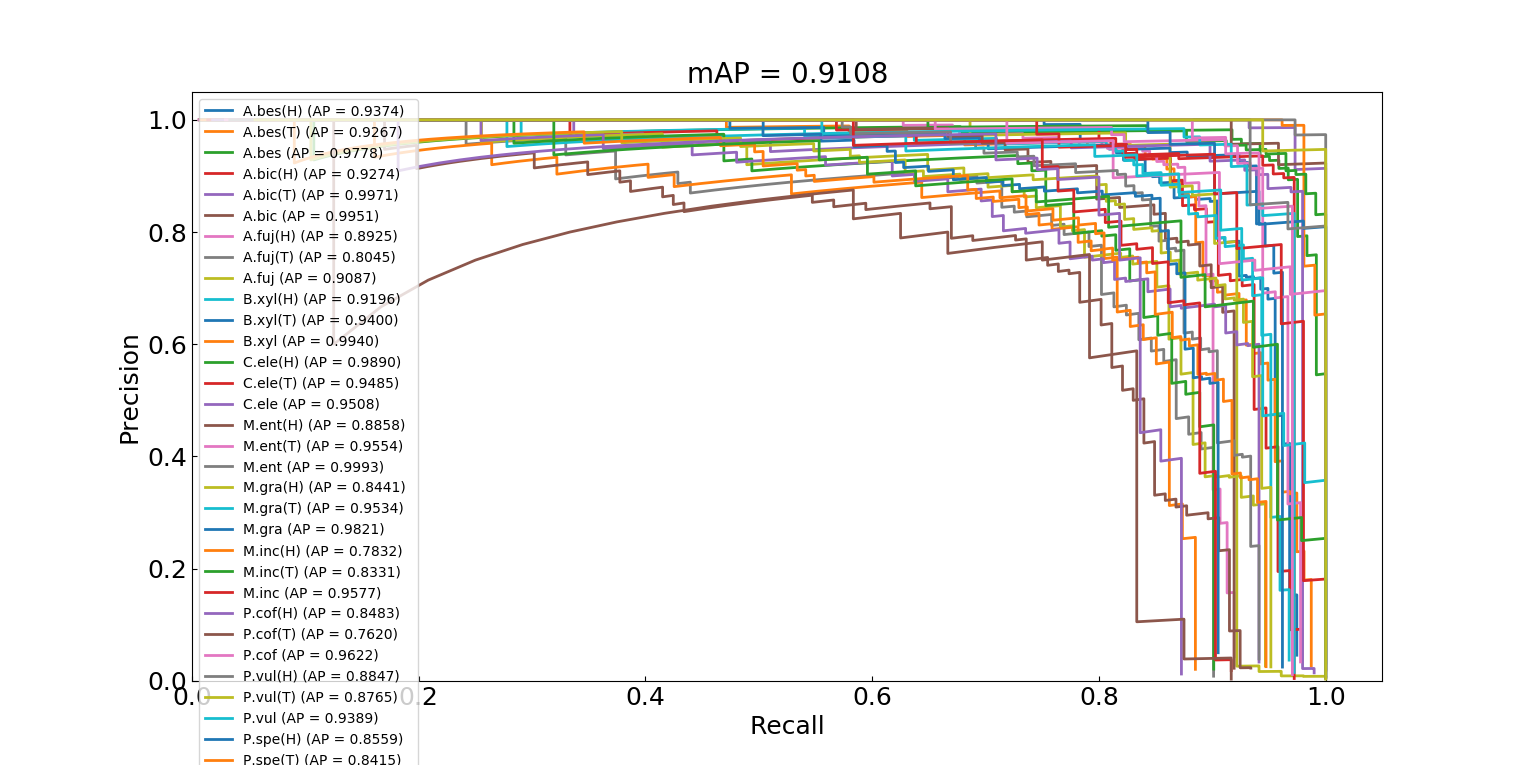 mAP = 0.9108
Precision
1.0
0.8
0.6
0.4
0.2
0.0
A.bes(H) (AP = 0.9374)
A.bes(T) (AP = 0.9267)
A.bes (AP = 0.9778)
A.bic(H) (AP = 0.9274)
A.bic(T) (AP = 0.9971)
A.bic (AP = 0.9951)
A.fuj(H) (AP = 0.8925)
A.fuj(T) (AP = 0.8045)
A.fuj (AP = 0.9087)
B.xyl(H) (AP = 0.9196)
B.xyl(T) (AP = 0.9400)
B.xyl (AP = 0.9940)
C.ele(H) (AP = 0.9890)
C.ele(T) (AP = 0.9485)
C.ele (AP = 0.9508)
M.ent(H) (AP = 0.8858)
M.ent(T) (AP = 0.9554)
M.ent (AP = 0.9993)
M.gra(H) (AP = 0.8441)
M.gra(T) (AP = 0.9534)
M.gra (AP = 0.9821)
M.inc(H) (AP = 0.7832)
M.inc(T) (AP = 0.8331)
M.inc (AP = 0.9577)
P.cof(H) (AP = 0.8483)
P.cof(T) (AP = 0.7620)
P.cof (AP = 0.9622)
P.vul(H) (AP = 0.8847)
P.vul(T) (AP = 0.8765)
P.vul (AP = 0.9389)
P.spe(H) (AP = 0.8559)
P.spe(T) (AP = 0.8415)
0.0 0.2 0.4 0.6 0.8 1.0
Recall